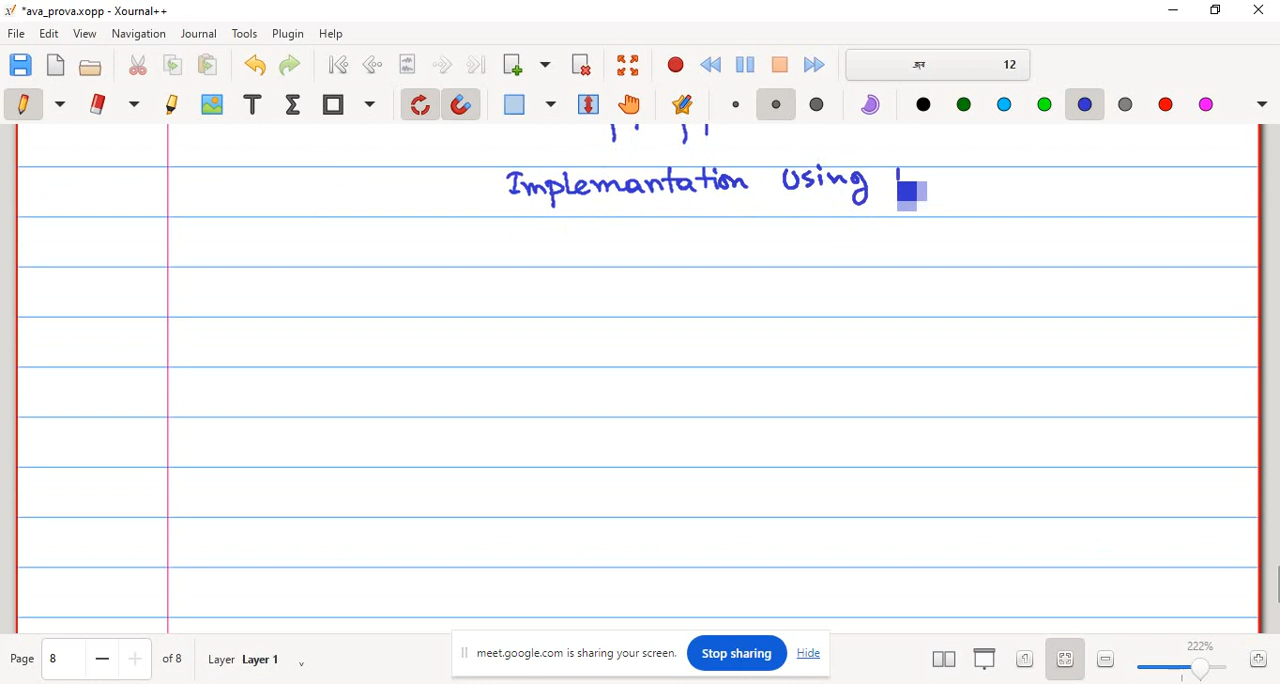 *ava_prova.xopp - Xournal++
File Edit View Navigation Journal Tools Plugin Help
12
Implemantation Using
Page 8 of 8 Layer Layer 1
meet.google.com is sharing your screen. Stop sharing Hide
222%